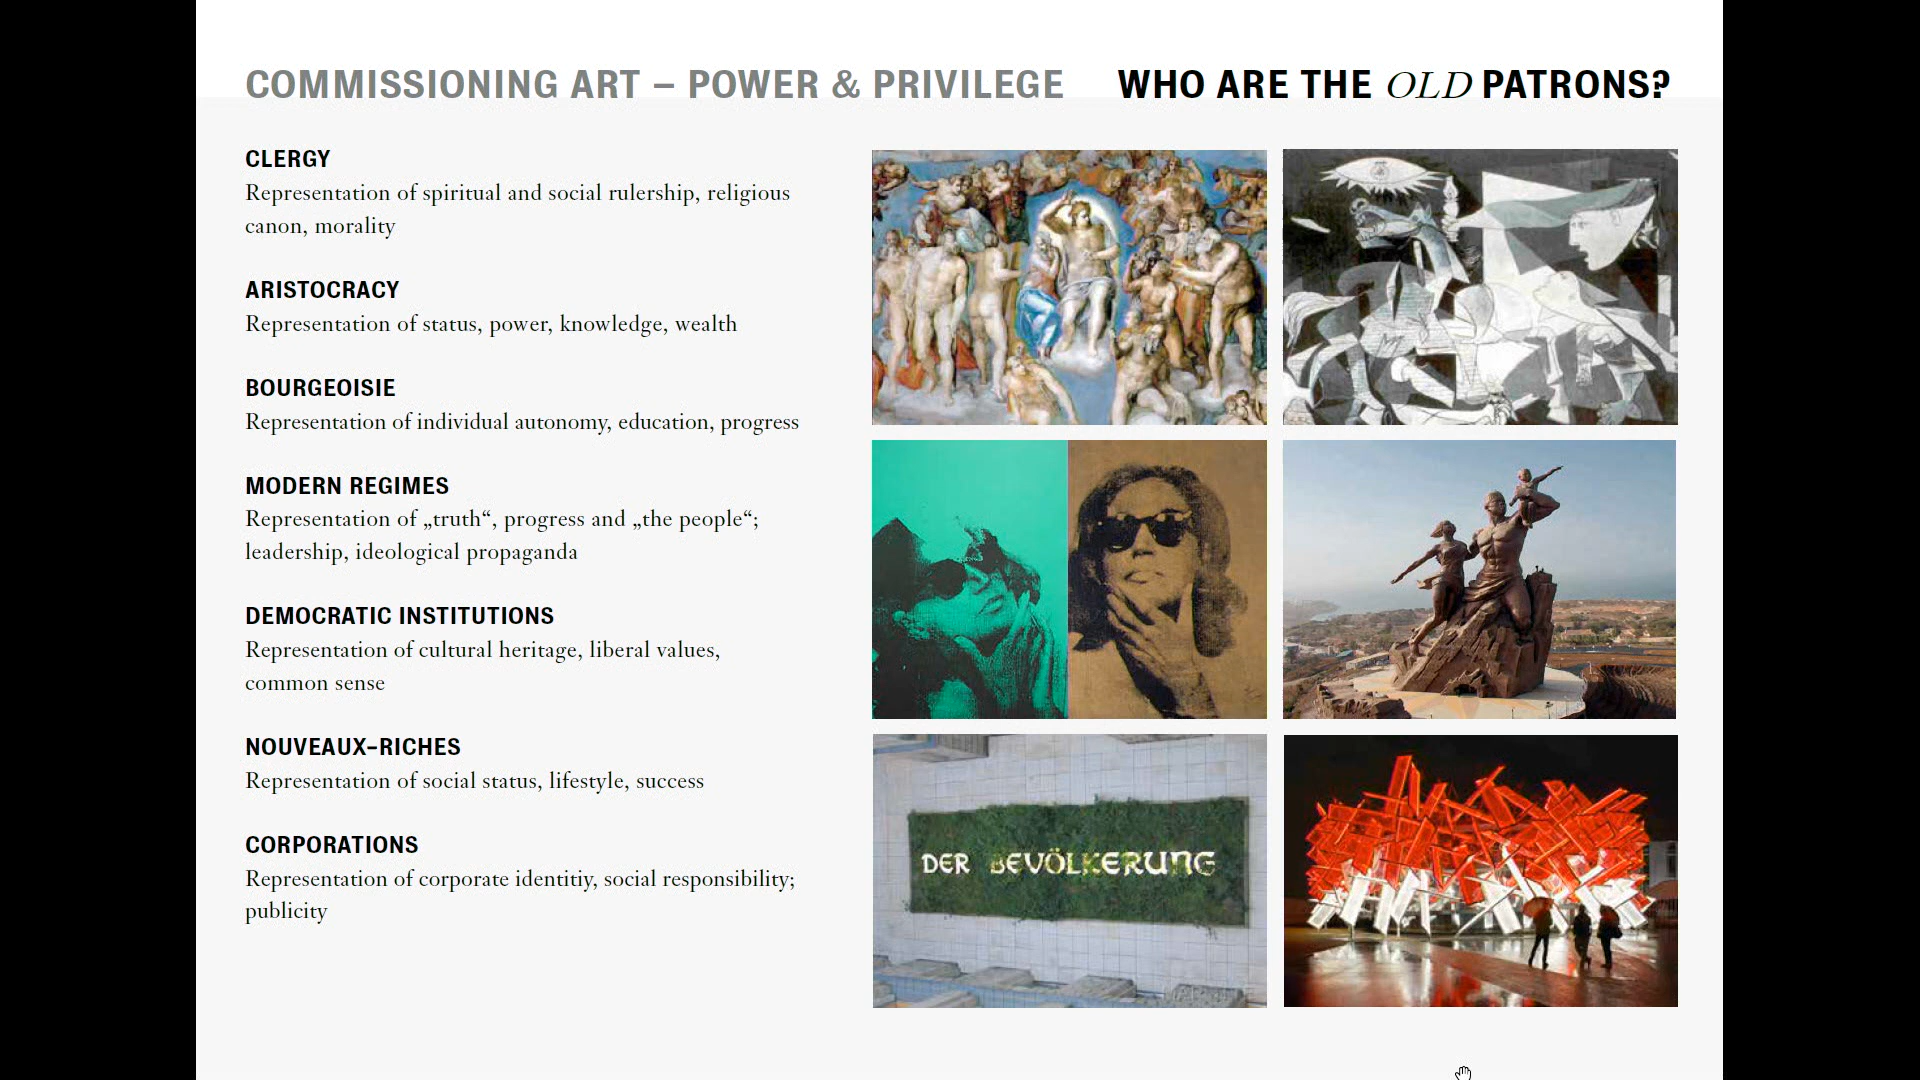 COMMISSIONING ART – POWER & PRIVILEGE WHO ARE THE OLD PATRONS?
CLERGY
Representation of spiritual and social rulership, religious
canon, morality
ARISTOCRACY
Representation of status, power, knowledge, wealth
BOURGEOISIE
Representation of individual autonomy, education, progress
MODERN REGIMES
Representation of „truth“, progress and „the people“;
leadership, ideological propaganda
DEMOCRATIC INSTITUTIONS
Representation of cultural heritage, liberal values,
common sense
NOUVEAUX-RICHES
Representation of social status, lifestyle, success
CORPORATIONS
Representation of corporate identitiy, social responsibility;
publicity
DER BEVÖLKERUNG